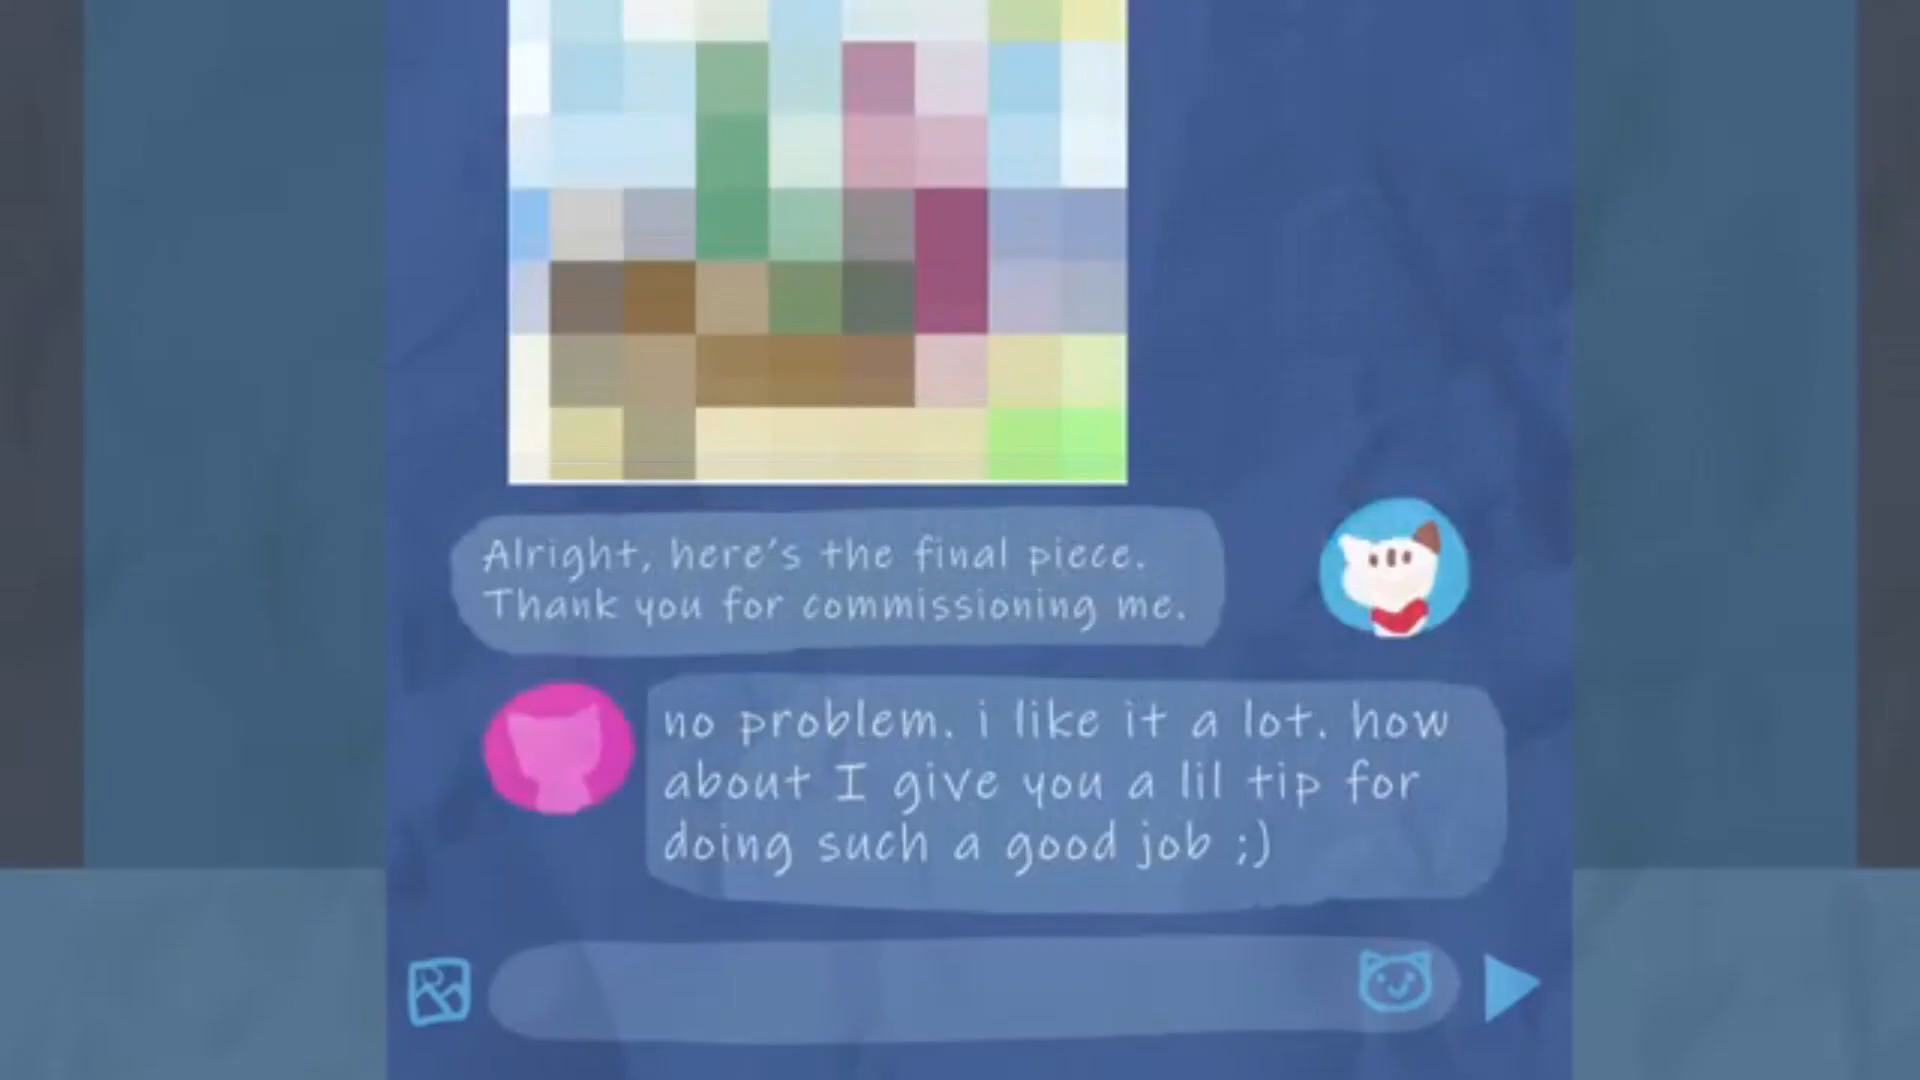 Alright, here's the final piece.
Thank you for commissioning me.
no problem. i like it a lot. how
about I give you a lil tip for
doing such a good job ;)